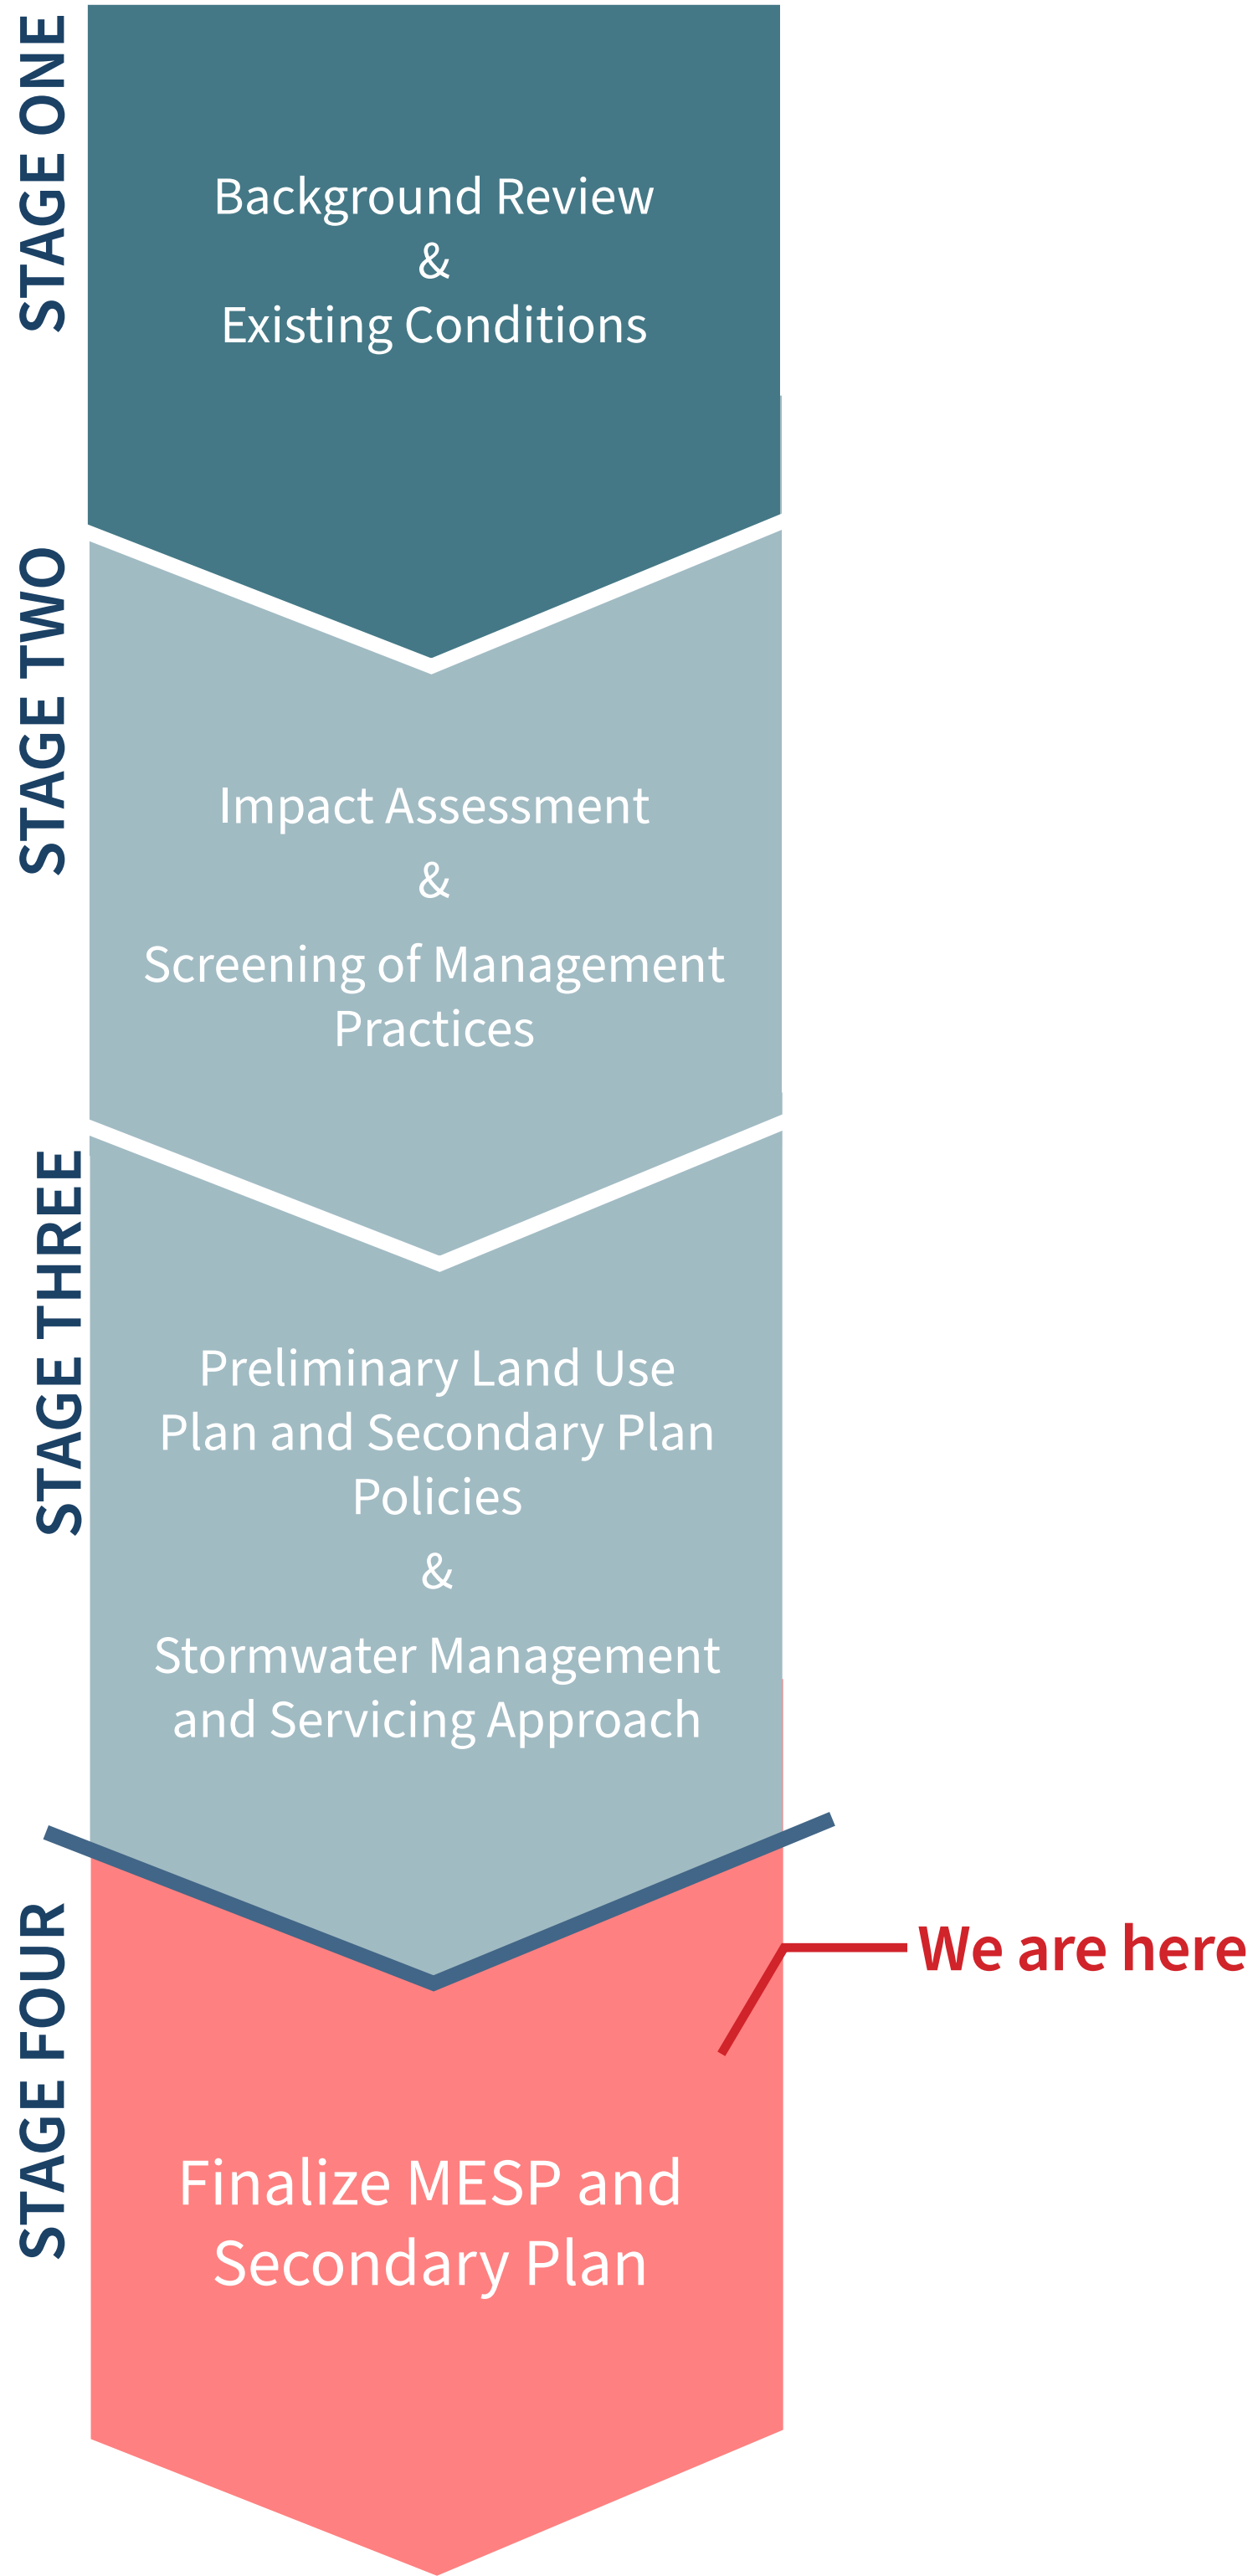 STAGE ONE
Background Review
&
Existing Conditions
STAGE TWO
Impact Assessment
&
Screening of Management
Practices
STAGE THREE
Preliminary Land Use
Plan and Secondary Plan
Policies
&
Stormwater Management
and Servicing Approach
STAGE FOUR
We are here
Finalize MESP and
Secondary Plan